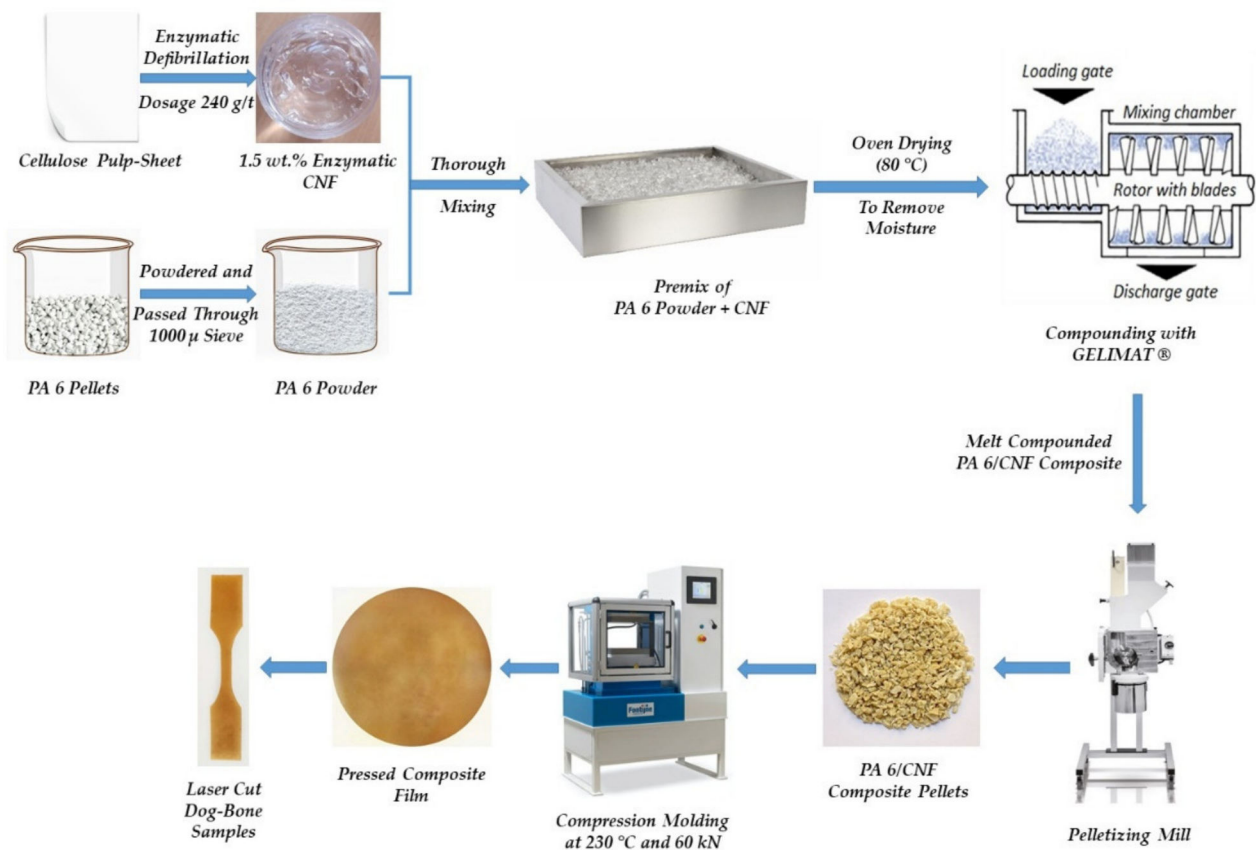 Enzymatic
Defibrillation
Dosage 240 g/t
Cellulose Pulp-Sheet
1.5 wt.% Enzymatic
CNF
Powdered and
Passed Through
1000 μ Sieve
PA 6 Pellets
PA 6 Powder
Thorough
Mixing
Premix of
PA 6 Powder + CNF
Oven Drying
(80 °C)
To Remove
Moisture
Loading gate
Mixing chamber
Rotor with blades
Discharge gate
Compounding with
GELIMAT ®
Melt Compounded
PA 6/CNF Composite
Pelletizing Mill
PA 6/CNF
Composite Pellets
Fontijne
Compression Molding
at 230 °C and 60 kN
Pressed Composite
Film
Laser Cut
Dog-Bone
Samples